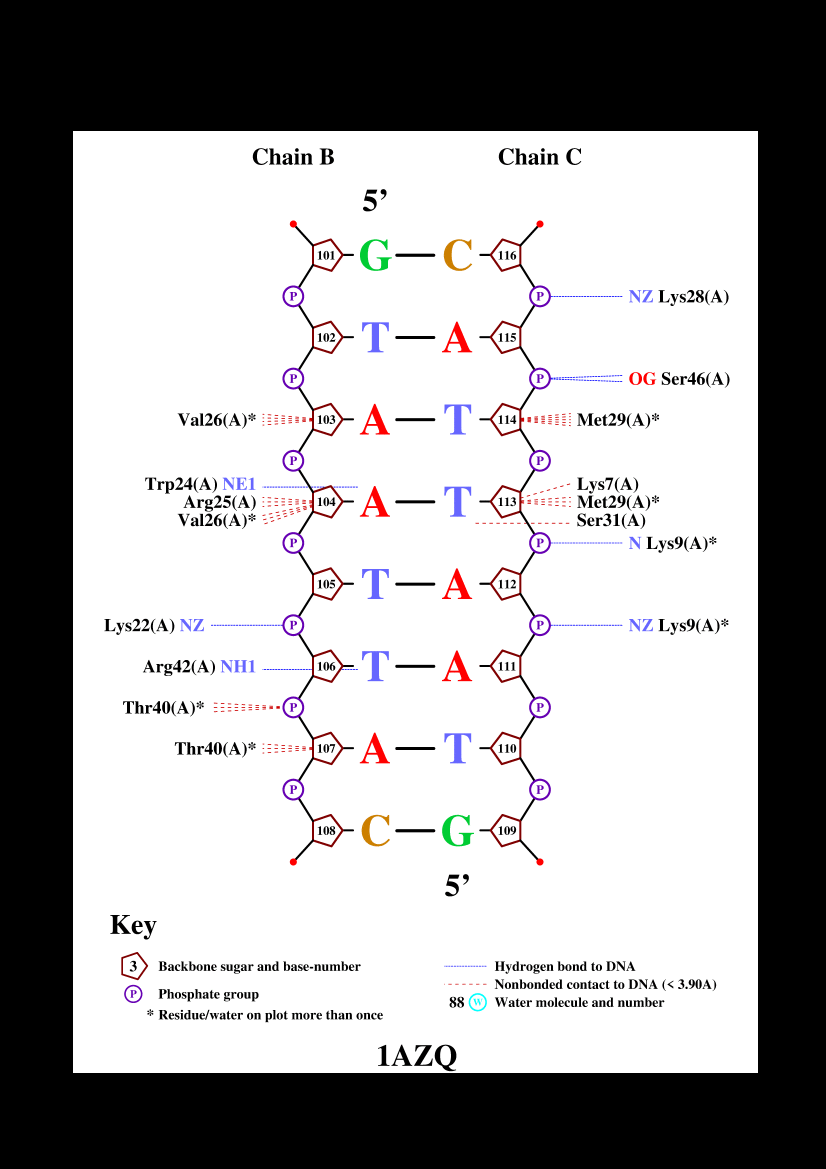 Chain B Chain C
5’
101 G C 116
P P NZ Lys28(A)
102 T A 115
P P OG Ser46(A)
Val26(A)* 103 A T 114 Met29(A)*
P P
Trp24(A) NE1 Lys7(A)
Arg25(A) 104 A T 113 Met29(A)*
Val26(A)* Ser31(A)
P P N Lys9(A)*
105 T A 112
Lys22(A) NZ P P NZ Lys9(A)*
Arg42(A) NH1 106 T A 111
Thr40(A)* P P
Thr40(A)* 107 A T 110
P P
108 C G 109
5’
Key
3 Backbone sugar and base-number
P Phosphate group
* Residue/water on plot more than once
Hydrogen bond to DNA
Nonbonded contact to DNA (< 3.90A)
88 W Water molecule and number
1AZQ